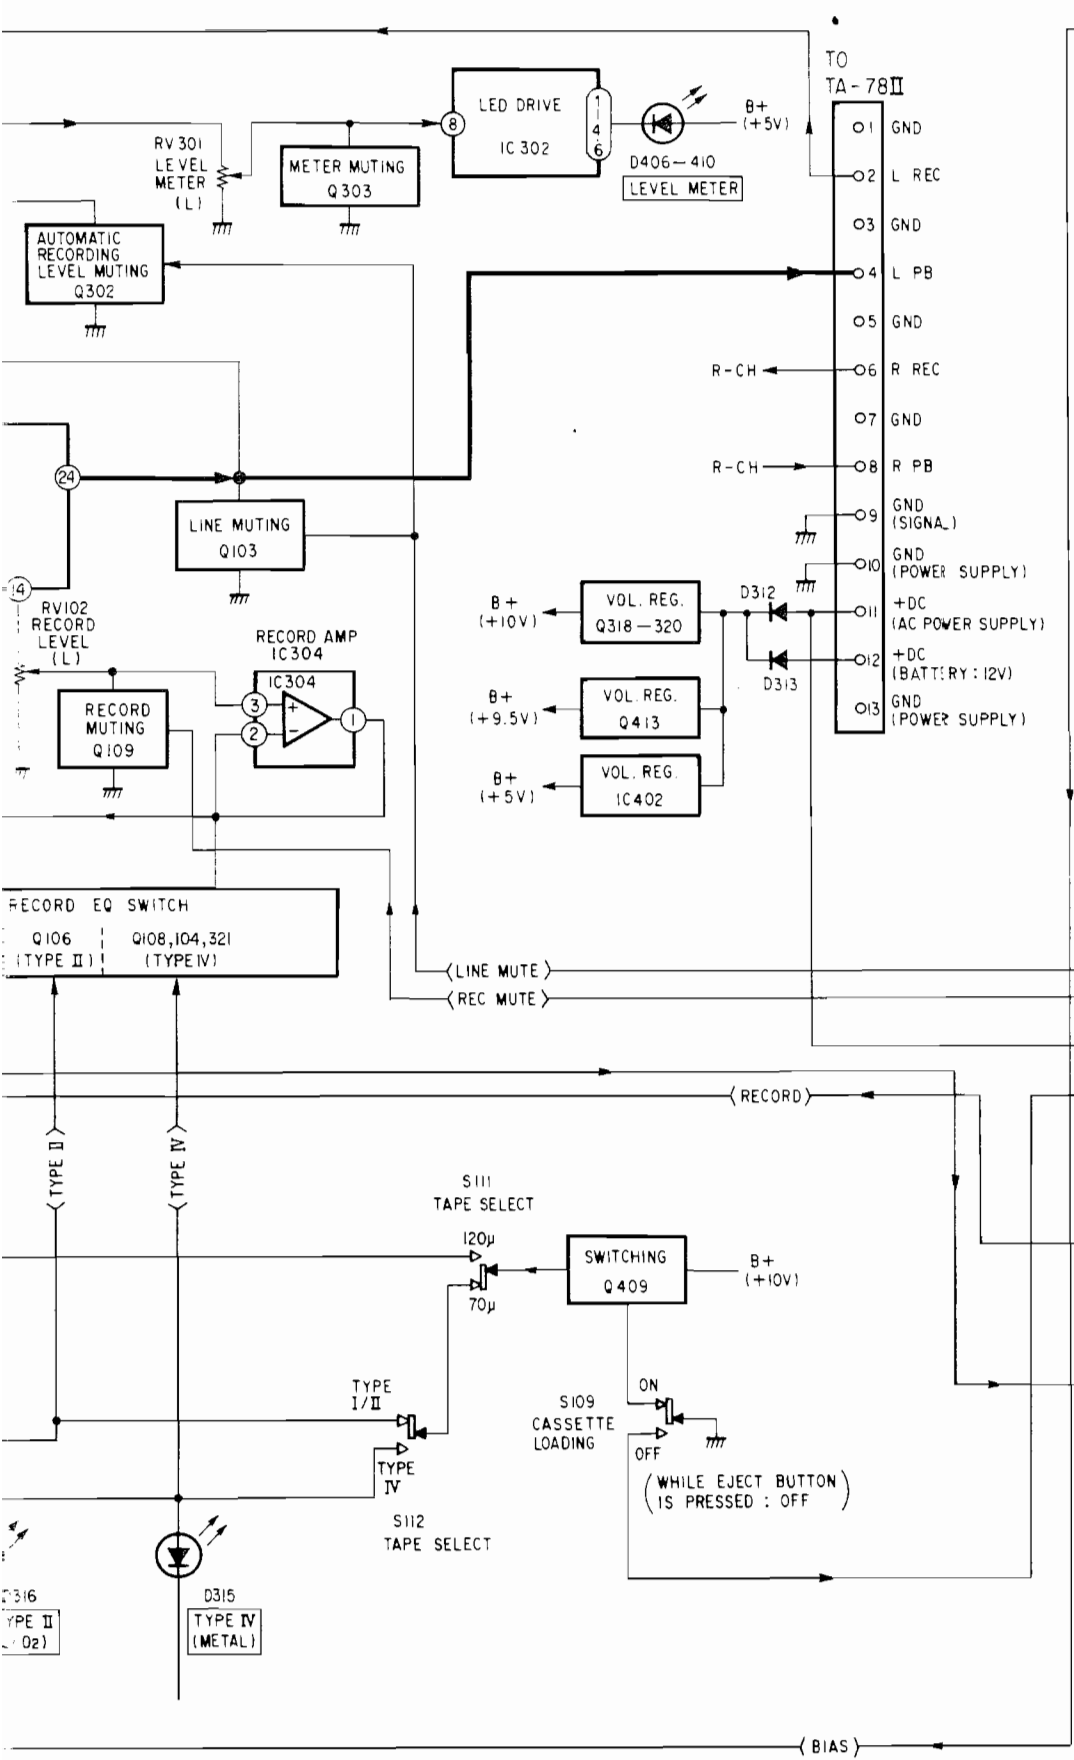 TO
TA-78II
LED DRIVE
IC 302
8
1
4
6
B+
(+5V)
D406-410
LEVEL METER
RV301
LEVEL
METER
(L)
METER MUTING
Q303
AUTOMATIC
RECORDING
LEVEL MUTING
Q302
1 GND
2 L REC
3 GND
4 L PB
5 GND
R-CH 6 R REC
7 GND
R-CH 8 R PB
9 GND
10 GND
(POWER SUPPLY)
11 +DC
(AC POWER SUPPLY)
12 +DC
(BATTERY : 12V)
13 GND
(POWER SUPPLY)
24
LINE MUTING
Q103
14
RV102
RECORD
LEVEL
(L)
RECORD AMP
IC304
IC304
3
+
2
-
1
RECORD
MUTING
Q109
B+
(+10V)
VOL. REG.
Q318-320
D312
D313
B+
(+9.5V)
VOL. REG.
Q413
B+
(+5V)
VOL. REG.
IC402
RECORD EQ SWITCH
Q106
(TYPE II)
Q108,104,321
(TYPE IV)
LINE MUTE
REC MUTE
RECORD
TYPE II
TYPE IV
S111
TAPE SELECT
120μ
70μ
SWITCHING
Q409
B+
(+10V)
TYPE
I/II
TYPE
IV
S112
TAPE SELECT
ON
S109
CASSETTE
LOADING
OFF
(WHILE EJECT BUTTON
IS PRESSED : OFF)
D315
TYPE IV
(METAL)
BIAS